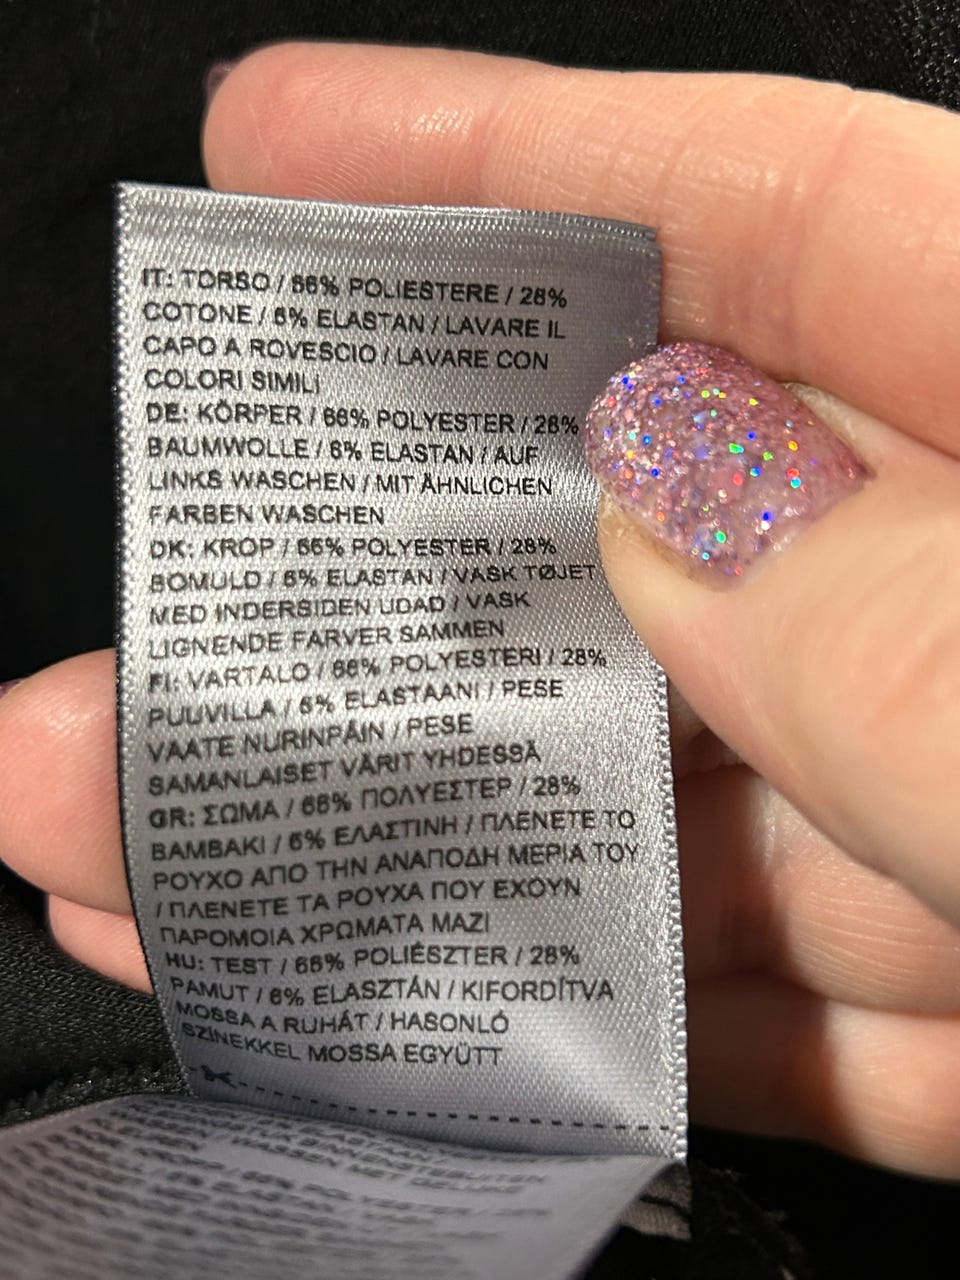 IT: TORSO / 66% POLIESTERE / 28%
COTONE / 6% ELASTAN / LAVARE IL
CAPO A ROVESCIO / LAVARE CON
COLORI SIMILI
DE: KÖRPER / 66% POLYESTER / 28%
BAUMWOLLE / 6% ELASTAN / AUF
LINKS WASCHEN / MIT ÄHNLICHEN
FARBEN WASCHEN
DK: KROP / 66% POLYESTER / 28%
BOMULD / 6% ELASTAN / VASK TØJET
MED INDERSIDEN UDAD / VASK
LIGNENDE FARVER SAMMEN
FI: VARTALO / 66% POLYESTERI / 28%
PUUVILLA / 6% ELASTAANI / PESE
VAATE NURINPÄIN / PESE
SAMANLAISET VÄRIT YHDESSÄ
GR: ΣΩΜΑ / 66% ΠΟΛΥΕΣΤΕΡ / 28%
ΒΑΜΒΑΚΙ / 6% ΕΛΑΣΤΙΝΗ / ΠΛΕΝΕΤΕ ΤΟ
ΡΟΥΧΟ ΑΠΟ ΤΗΝ ΑΝΑΠΟΔΗ ΜΕΡΙΑ ΤΟΥ
/ ΠΛΕΝΕΤΕ ΤΑ ΡΟΥΧΑ ΠΟΥ ΕΧΟΥΝ
ΠΑΡΟΜΟΙΑ ΧΡΩΜΑΤΑ ΜΑΖΙ
HU: TEST / 66% POLIÉSZTER / 28%
PAMUT / 6% ELASZTÁN / KIFORDÍTVA
MOSSA A RUHÁT / HASONLÓ
SZÍNEKKEL MOSSA EGYÜTT